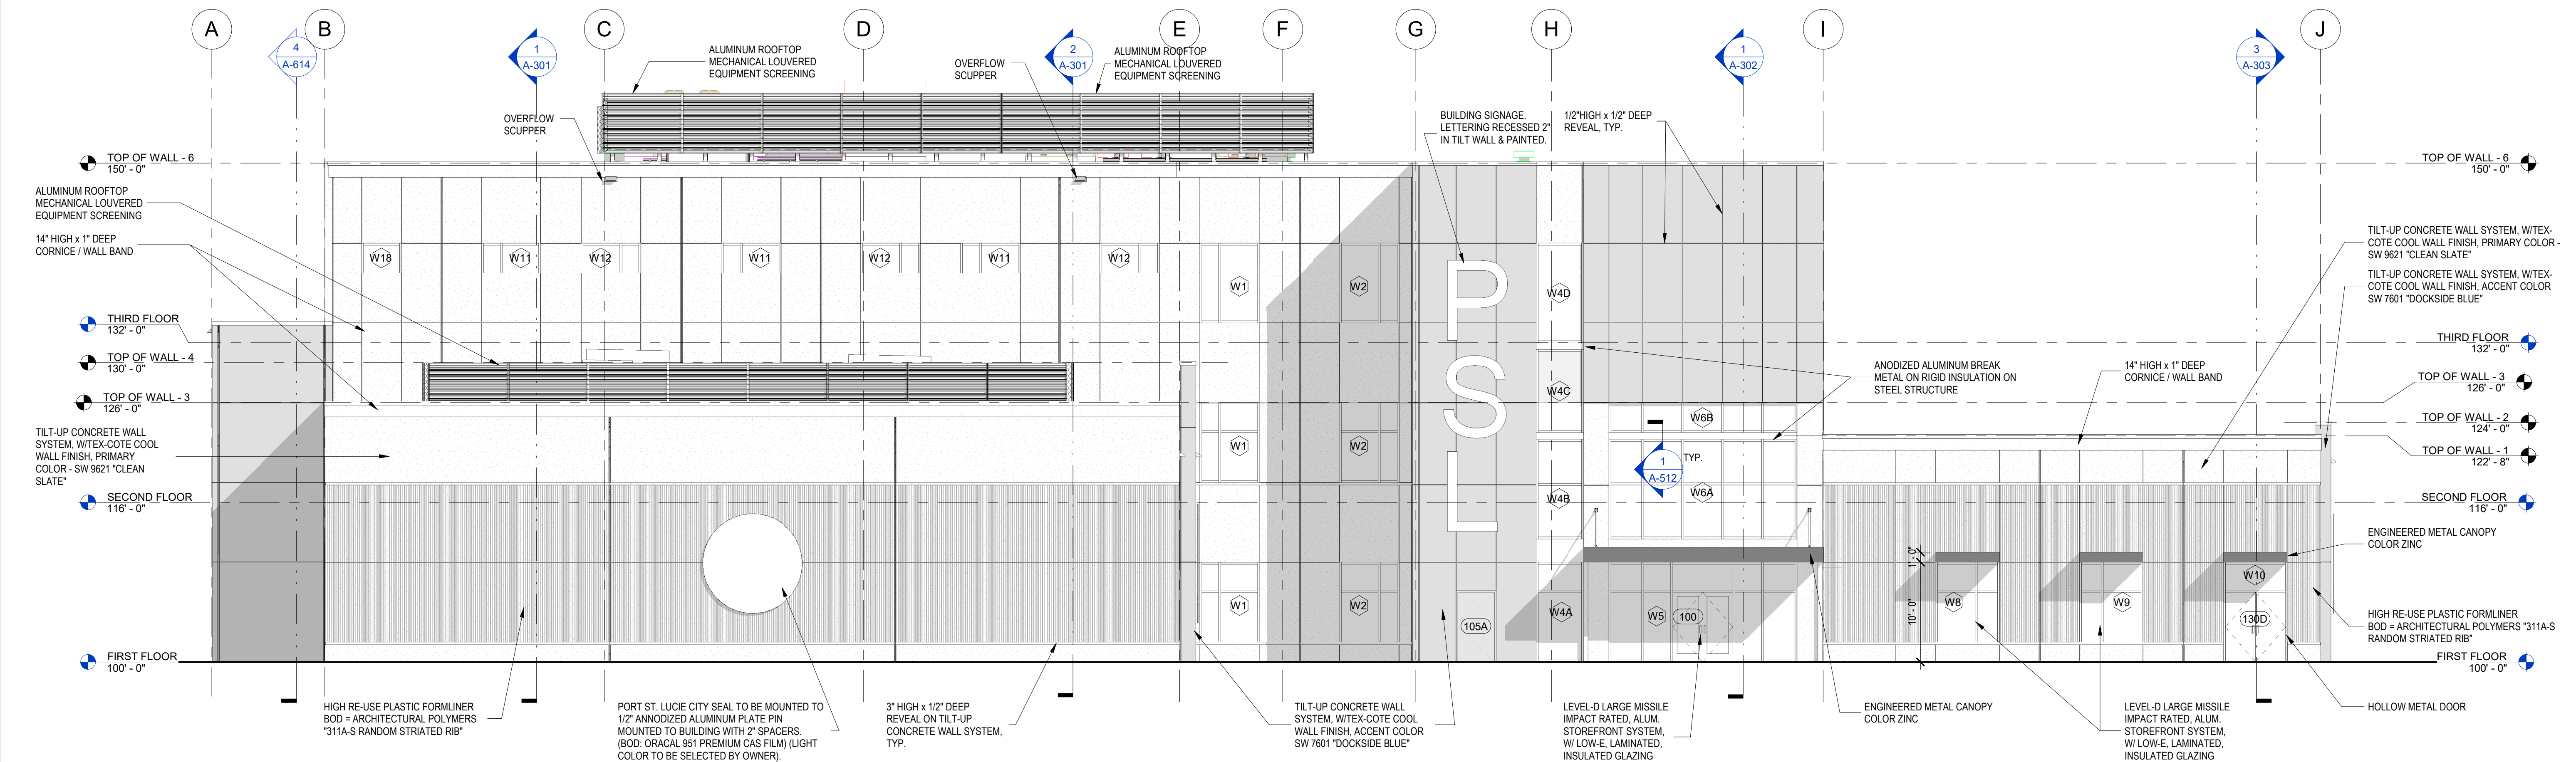 A
B
C
D
E
F
G
H
I
J
4
A-614
1
A-301
2
A-301
1
A-302
3
A-303
ALUMINUM ROOFTOP
MECHANICAL LOUVERED
EQUIPMENT SCREENING
OVERFLOW
SCUPPER
ALUMINUM ROOFTOP
MECHANICAL LOUVERED
EQUIPMENT SCREENING
OVERFLOW
SCUPPER
BUILDING SIGNAGE.
LETTERING RECESSED 2"
IN TILT WALL & PAINTED.
1/2"HIGH x 1/2" DEEP
REVEAL, TYP.
TOP OF WALL - 6
150' - 0"
ALUMINUM ROOFTOP
MECHANICAL LOUVERED
EQUIPMENT SCREENING
14" HIGH x 1" DEEP
CORNICE / WALL BAND
THIRD FLOOR
132' - 0"
TOP OF WALL - 4
130' - 0"
TOP OF WALL - 3
126' - 0"
TILT-UP CONCRETE WALL
SYSTEM, W/TEX-COTE COOL
WALL FINISH, PRIMARY
COLOR - SW 9621 "CLEAN
SLATE"
SECOND FLOOR
116' - 0"
FIRST FLOOR
100' - 0"
W18
W11
W12
W11
W12
W11
W12
W1
W2
W4D
P
S
L
W4C
W6B
W1
W2
1
A-512
TYP.
W4B
W6A
W1
W2
105A
W4A
W5
100
1' - 0"
10' - 0"
W8
W9
W10
130D
ANODIZED ALUMINUM BREAK
METAL ON RIGID INSULATION ON
STEEL STRUCTURE
14" HIGH x 1" DEEP
CORNICE / WALL BAND
TOP OF WALL - 6
150' - 0"
TILT-UP CONCRETE WALL SYSTEM, W/TEX-
COTE COOL WALL FINISH, PRIMARY COLOR -
SW 9621 "CLEAN SLATE"
TILT-UP CONCRETE WALL SYSTEM, W/TEX-
COTE COOL WALL FINISH, ACCENT COLOR
SW 7601 "DOCKSIDE BLUE"
THIRD FLOOR
132' - 0"
TOP OF WALL - 3
126' - 0"
TOP OF WALL - 2
124' - 0"
TOP OF WALL - 1
122' - 8"
SECOND FLOOR
116' - 0"
ENGINEERED METAL CANOPY
COLOR ZINC
HIGH RE-USE PLASTIC FORMLINER
BOD = ARCHITECTURAL POLYMERS "311A-S
RANDOM STRIATED RIB"
FIRST FLOOR
100' - 0"
HIGH RE-USE PLASTIC FORMLINER
BOD = ARCHITECTURAL POLYMERS
"311A-S RANDOM STRIATED RIB"
PORT ST. LUCIE CITY SEAL TO BE MOUNTED TO
1/2" ANNODIZED ALUMINUM PLATE PIN
MOUNTED TO BUILDING WITH 2" SPACERS.
(BOD: ORACAL 951 PREMIUM CAS FILM) (LIGHT
COLOR TO BE SELECTED BY OWNER).
3" HIGH x 1/2" DEEP
REVEAL ON TILT-UP
CONCRETE WALL SYSTEM,
TYP.
TILT-UP CONCRETE WALL
SYSTEM, W/TEX-COTE COOL
WALL FINISH, ACCENT COLOR
SW 7601 "DOCKSIDE BLUE"
LEVEL-D LARGE MISSILE
IMPACT RATED, ALUM.
STOREFRONT SYSTEM,
W/ LOW-E, LAMINATED,
INSULATED GLAZING
ENGINEERED METAL CANOPY
COLOR ZINC
LEVEL-D LARGE MISSILE
IMPACT RATED, ALUM.
STOREFRONT SYSTEM,
W/ LOW-E, LAMINATED,
INSULATED GLAZING
HOLLOW METAL DOOR